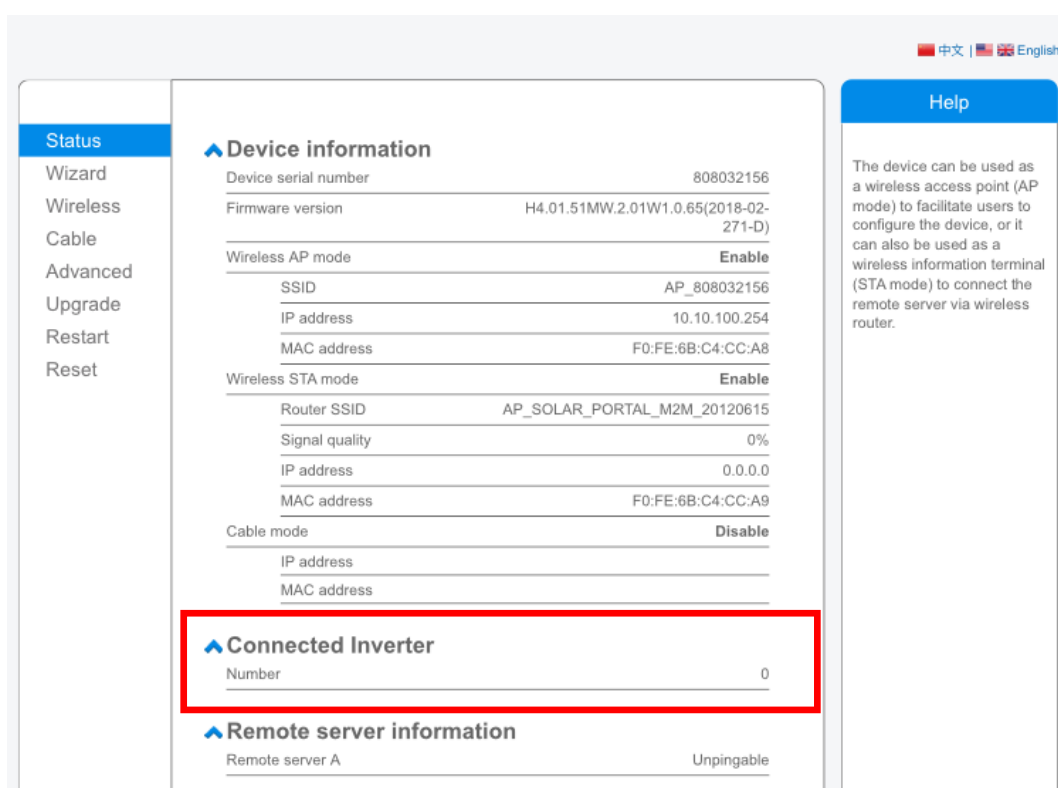 中文 | English
Help
Status
Wizard
Wireless
Cable
Advanced
Upgrade
Restart
Reset
Device information
Device serial number 808032156
Firmware version H4.01.51MW.2.01W1.0.65(2018-02-
271-D)
Wireless AP mode Enable
SSID AP_808032156
IP address 10.10.100.254
MAC address F0:FE:6B:C4:CC:A8
Wireless STA mode Enable
Router SSID AP_SOLAR_PORTAL_M2M_20120615
Signal quality 0%
IP address 0.0.0.0
MAC address F0:FE:6B:C4:CC:A9
Cable mode Disable
IP address
MAC address
Connected Inverter
Number 0
Remote server information
Remote server A Unpingable
The device can be used as
a wireless access point (AP
mode) to facilitate users to
configure the device, or it
can also be used as a
wireless information terminal
(STA mode) to connect the
remote server via wireless
router.